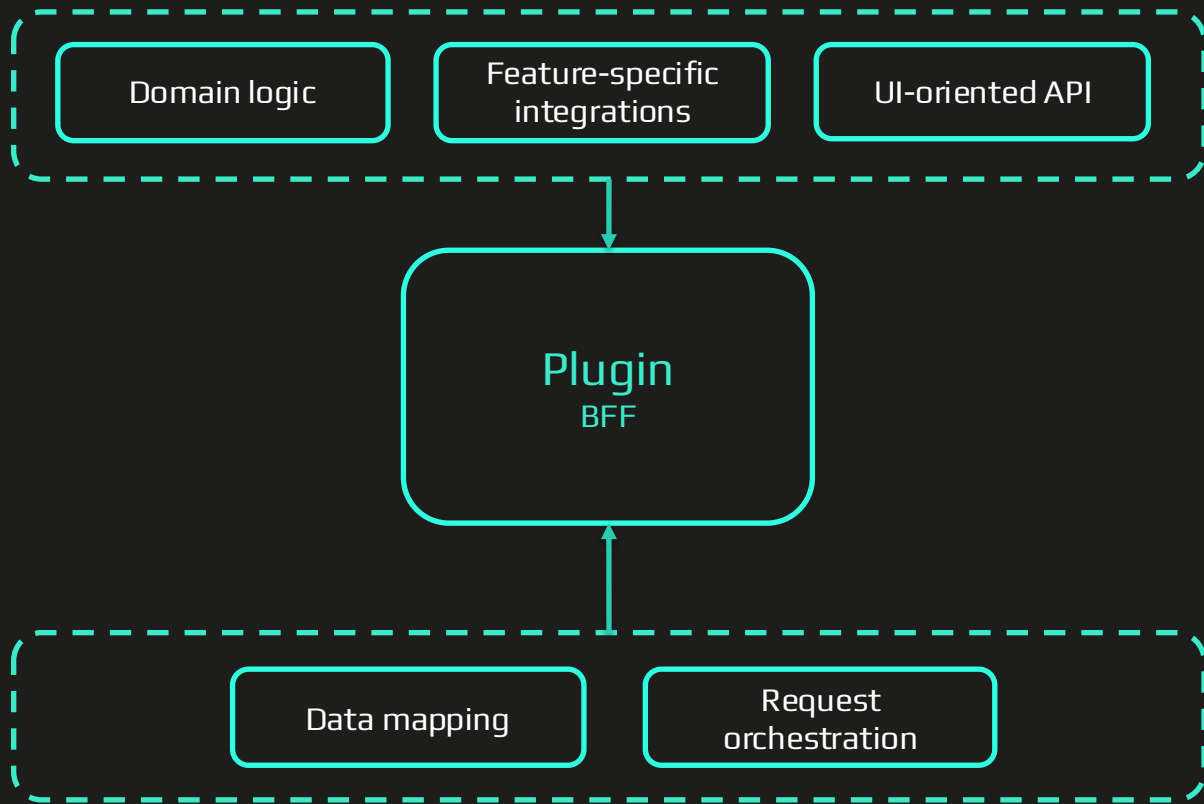 Domain logic
Feature-specific
integrations
UI-oriented API
Plugin
BFF
Data mapping
Request
orchestration